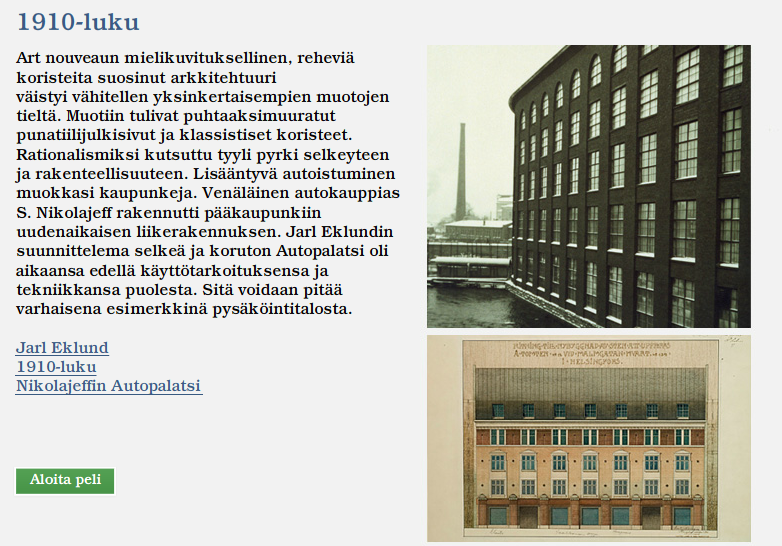 1910-luku
Art nouveaun mielikuvituksellinen, reheviä
koristeita suosinut arkkitehtuuri
väistyi vähitellen yksinkertaisempien muotojen
tieltä. Muotiin tulivat puhtaaksimuuratut
punatiilijulkisivut ja klassistiset koristeet.
Rationalismiksi kutsuttu tyyli pyrki selkeyteen
ja rakenteellisuuteen. Lisääntyvä autoistuminen
muokkasi kaupunkeja. Venäläinen autokauppias
S. Nikolajeff rakennutti pääkaupunkiin
uudenaikaisen liikerakennuksen. Jarl Eklundin
suunnittelema selkeä ja koruton Autopalatsi oli
aikaansa edellä käyttötarkoituksensa ja
tekniikkansa puolesta. Sitä voidaan pitää
varhaisena esimerkkinä pysäköintitalosta.
Jarl Eklund
1910-luku
Nikolajeffin Autopalatsi
Aloita peli
I · HELSINGFORS.